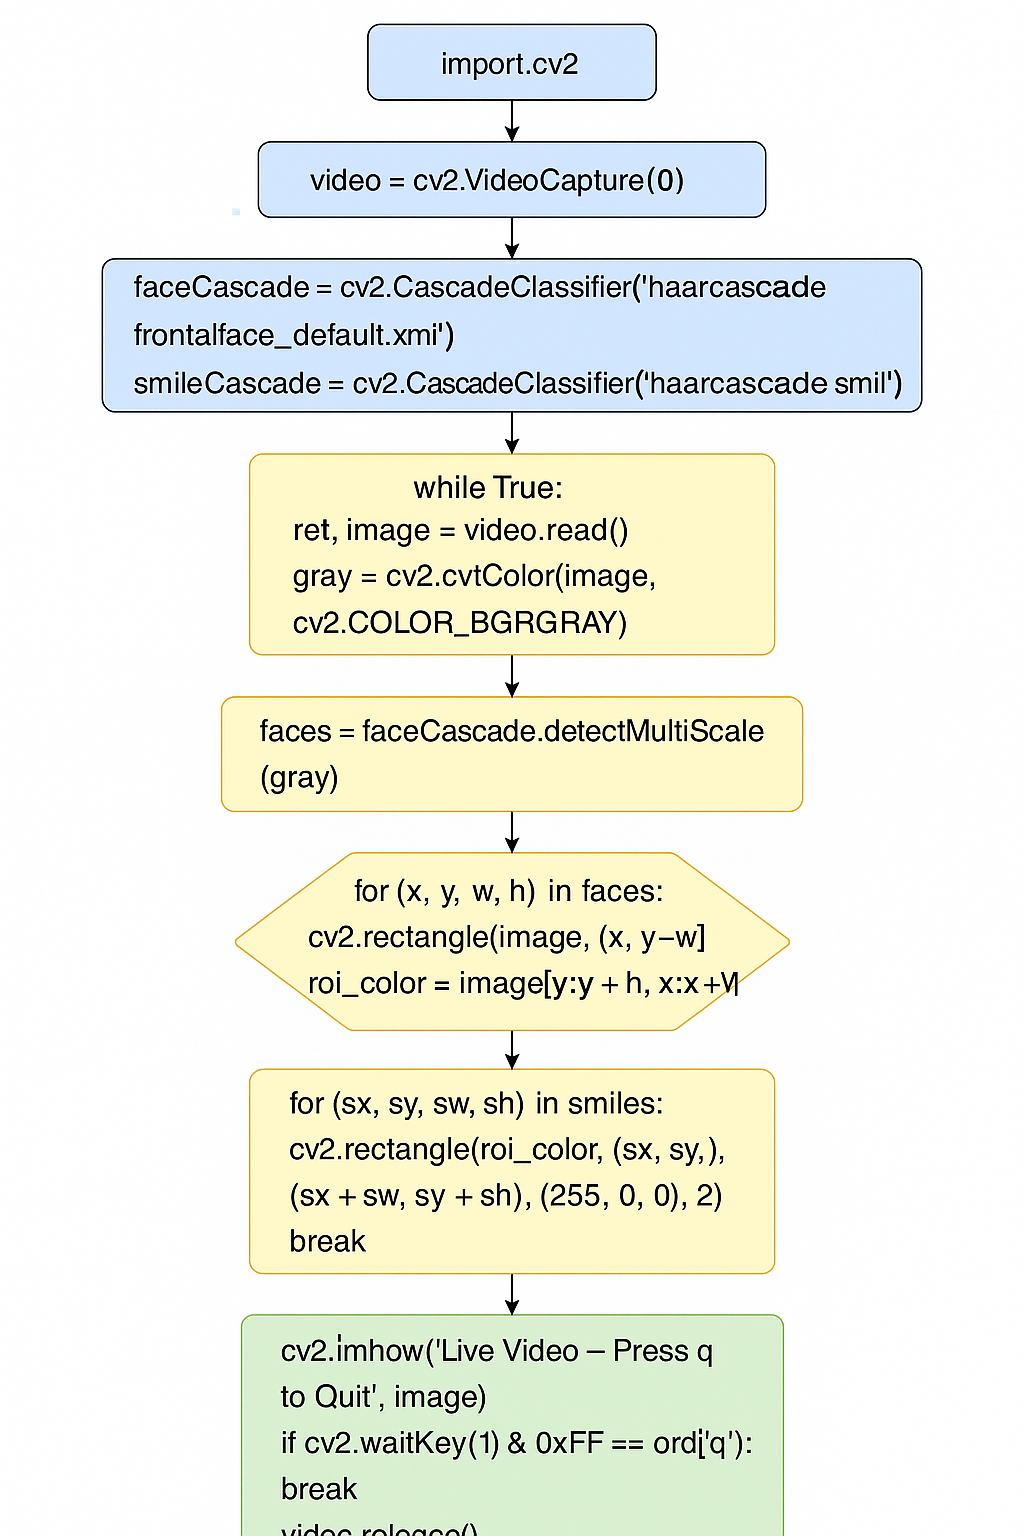 import.cv2
video = cv2.VideoCapture(0)
faceCascade = cv2.CascadeClassifier('haarcascade
frontalface_default.xmi')
smileCascade = cv2.CascadeClassifier('haarcascade smil')
while True:
ret, image = video.read()
gray = cv2.cvtColor(image,
cv2.COLOR_BGRGRAY)
faces = faceCascade.detectMultiScale
(gray)
for (x, y, w, h) in faces:
cv2.rectangle(image, (x, y–w]
roi_color = image[y:y + h,
for (sx, sy, sw, sh) in smiles:
cv2.rectangle(roi_color, (sx, sy,),
(sx + sw, sy + sh), (255, 0, 0), 2)
break
cv2.imhow('Live Video – Press q
to Quit', image)
if cv2.waitKey(1) & 0xFF == ord['q'):
break